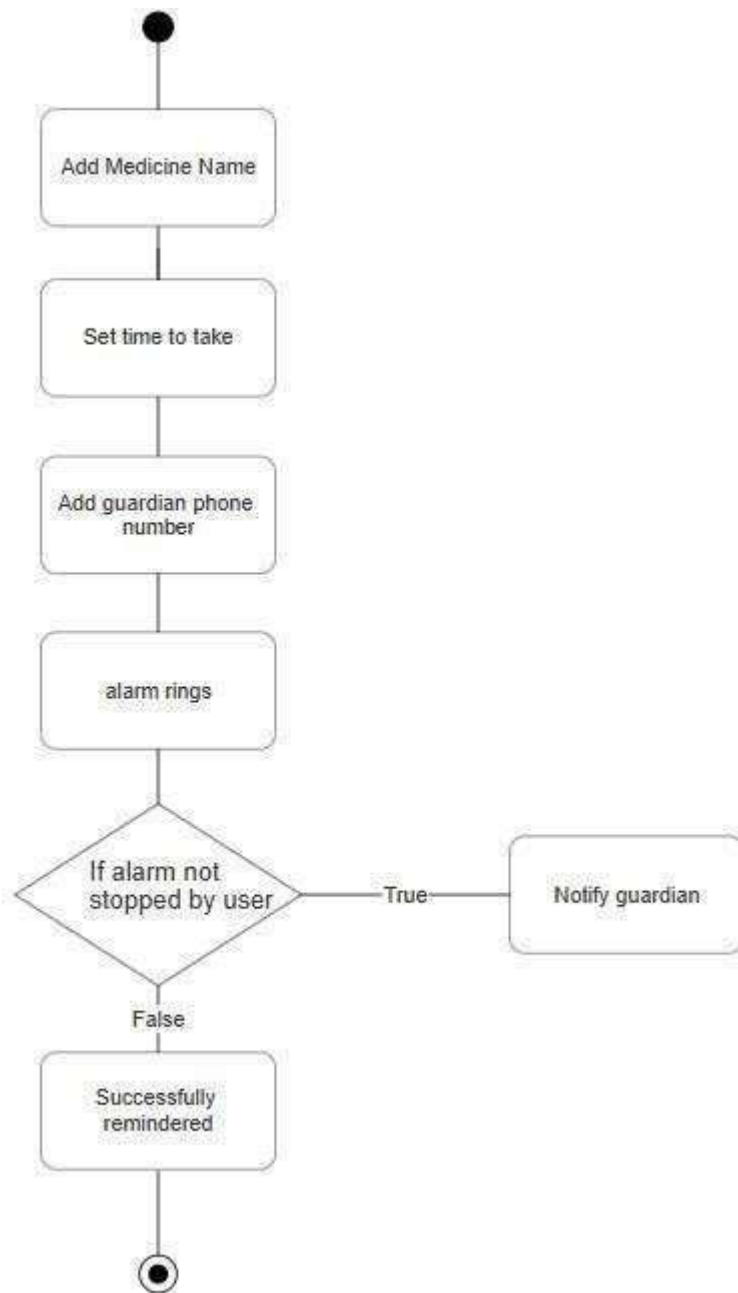 Add Medicine Name
Set time to take
Add guardian phone
number
alarm rings
If alarm not
stopped by user
True
Notify guardian
False
Successfully
remindered